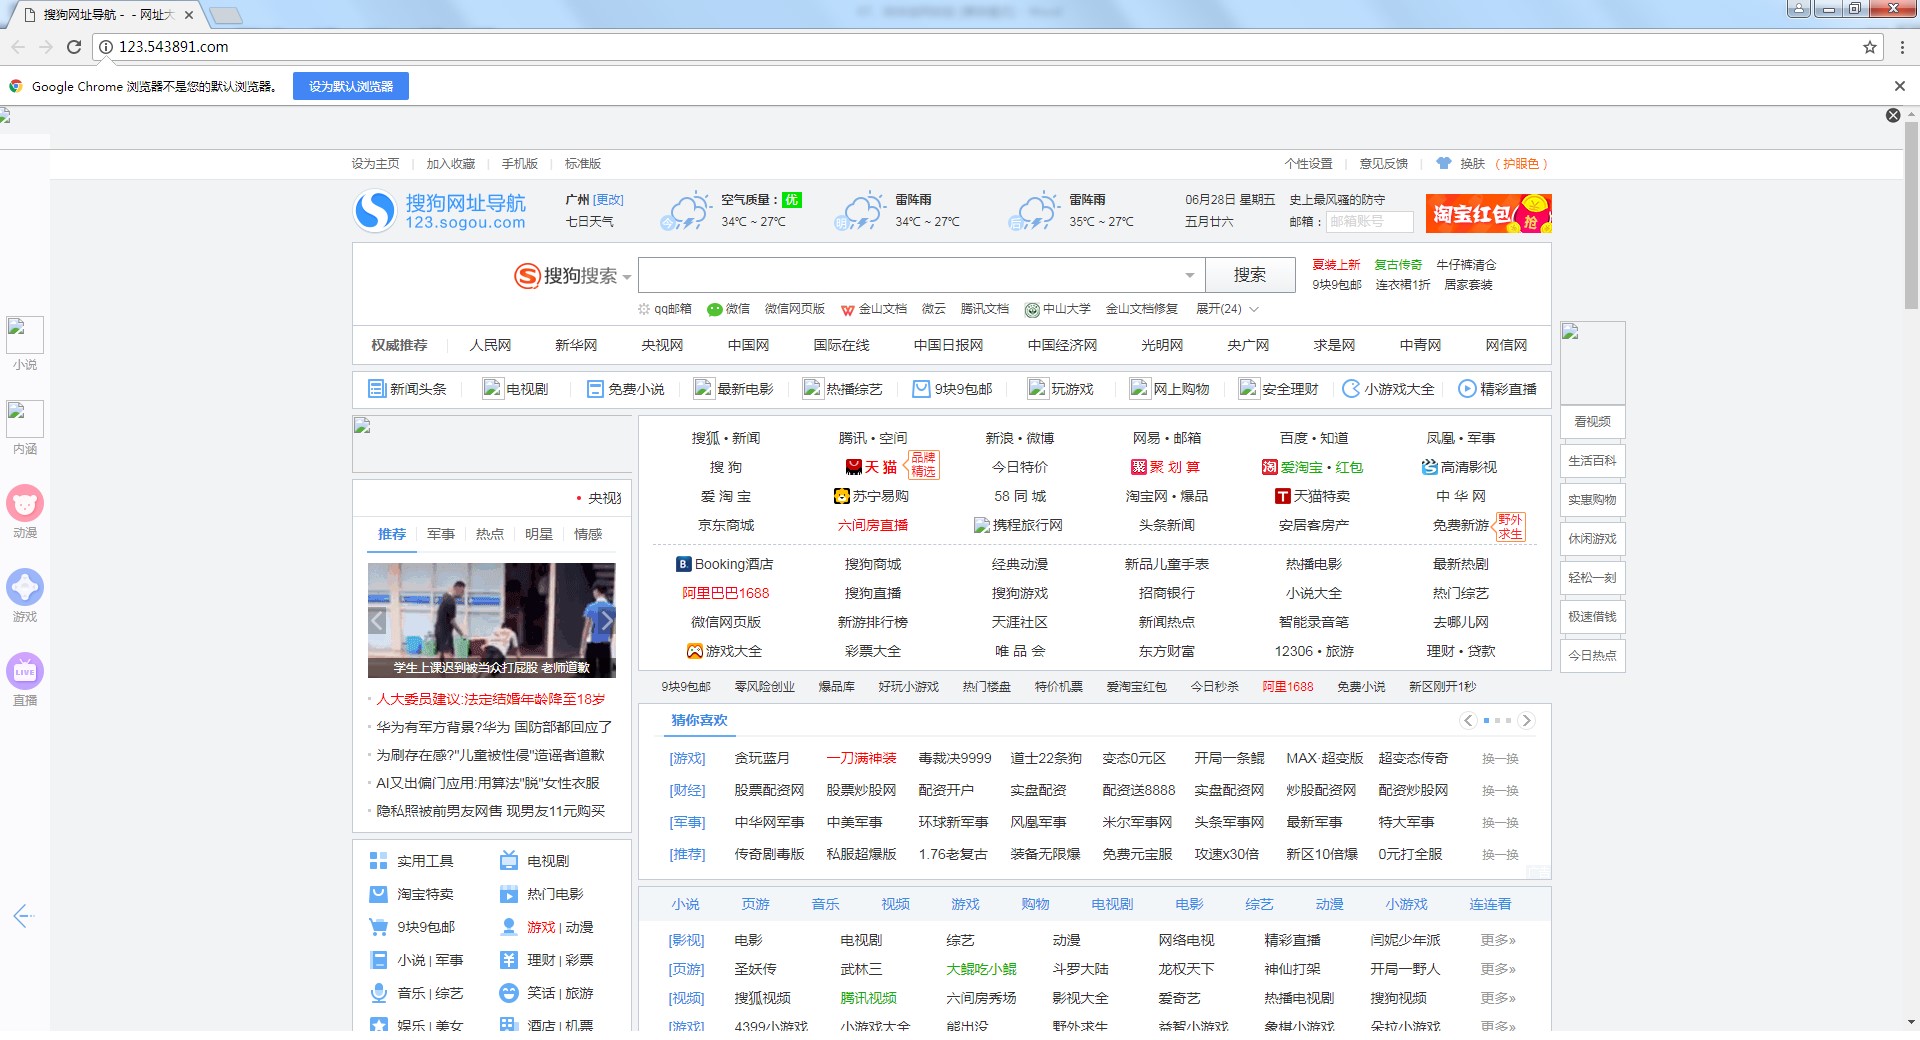 搜狗网址导航 - - 网址大
123.543891.com
Google Chrome 浏览器不是您的默认浏览器。 设为默认浏览器
设为主页 加入收藏 手机版 标准版 个性设置 意见反馈 换肤 (护眼色)
搜狗网址导航
123.sogou.com
广州 [更改]
七日天气
今
空气质量：优
34℃ ~ 27℃
明
雷阵雨
34℃ ~ 27℃
后
雷阵雨
35℃ ~ 27℃
06月28日 星期五
五月廿六
史上最风骚的防守
邮箱： 邮箱账号
淘宝红包 抢
搜狗搜索 搜索
夏装上新 复古传奇 牛仔裤清仓
9块9包邮 连衣裙1折 居家套装
qq邮箱 微信 微信网页版 金山文档 微云 腾讯文档 中山大学 金山文档修复 展开(24)
权威推荐 人民网 新华网 央视网 中国网 国际在线 中国日报网 中国经济网 光明网 央广网 求是网 中青网 网信网
新闻头条 电视剧 免费小说 最新电影 热播综艺 9块9包邮 玩游戏 网上购物 安全理财 小游戏大全 精彩直播
小说
内涵
动漫
游戏
LIVE
直播
• 央视
推荐 军事 热点 明星 情感
学生上课迟到被当众打屁股 老师道歉
人大委员建议:法定结婚年龄降至18岁
华为有军方背景?华为 国防部都回应了
为刷存在感?"儿童被性侵"造谣者道歉
AI又出偏门应用:用算法"脱"女性衣服
隐私照被前男友网售 现男友11元购买
实用工具 电视剧
淘宝特卖 热门电影
9块9包邮 游戏 | 动漫
小说 | 军事 理财 | 彩票
音乐 | 综艺 笑话 | 旅游
娱乐 | 美女 酒店 | 机票
搜狐 • 新闻 腾讯 • 空间 新浪 • 微博 网易 • 邮箱 百度 • 知道 凤凰 • 军事
搜 狗 天 猫 品牌精选 今日特价 聚 划 算 爱淘宝 • 红包 高清影视
爱 淘 宝 苏宁易购 58 同 城 淘宝网 • 爆品 天猫特卖 中 华 网
京东商城 六间房直播 携程旅行网 头条新闻 安居客房产 免费新游 野外求生
Booking酒店 搜狗商城 经典动漫 新品儿童手表 热播电影 最新热剧
阿里巴巴1688 搜狗直播 搜狗游戏 招商银行 小说大全 热门综艺
微信网页版 新游排行榜 天涯社区 新闻热点 智能录音笔 去哪儿网
游戏大全 彩票大全 唯 品 会 东方财富 12306 • 旅游 理财 • 贷款
9块9包邮 零风险创业 爆品库 好玩小游戏 热门楼盘 特价机票 爱淘宝红包 今日秒杀 阿里1688 免费小说 新区刚开1秒
猜你喜欢
[游戏] 贪玩蓝月 一刀满神装 毒裁决9999 道士22条狗 变态0元区 开局一条鲲 MAX·超变版 超变态传奇 换一换
[财经] 股票配资网 股票炒股网 配资开户 实盘配资 配资送8888 实盘配资网 炒股配资网 配资炒股网 换一换
[军事] 中华网军事 中美军事 环球新军事 凤凰军事 米尔军事网 头条军事网 最新军事 特大军事 换一换
[推荐] 传奇剧毒版 私服超爆版 1.76老复古 装备无限爆 免费元宝服 攻速x30倍 新区10倍爆 0元打全服 换一换
小说 页游 音乐 视频 游戏 购物 电视剧 电影 综艺 动漫 小游戏 连连看
[影视] 电影 电视剧 综艺 动漫 网络电视 精彩直播 闫妮少年派 更多»
[页游] 圣妖传 武林三 大鲲吃小鲲 斗罗大陆 龙权天下 神仙打架 开局一野人 更多»
[视频] 搜狐视频 腾讯视频 六间房秀场 影视大全 爱奇艺 热播电视剧 搜狗视频 更多»
[游戏] 4399小游戏 小游戏大全 熊出没 野外求生 益智小游戏 象棋小游戏 朵拉小游戏 更多»
看视频
生活百科
实惠购物
休闲游戏
轻松一刻
极速借钱
今日热点